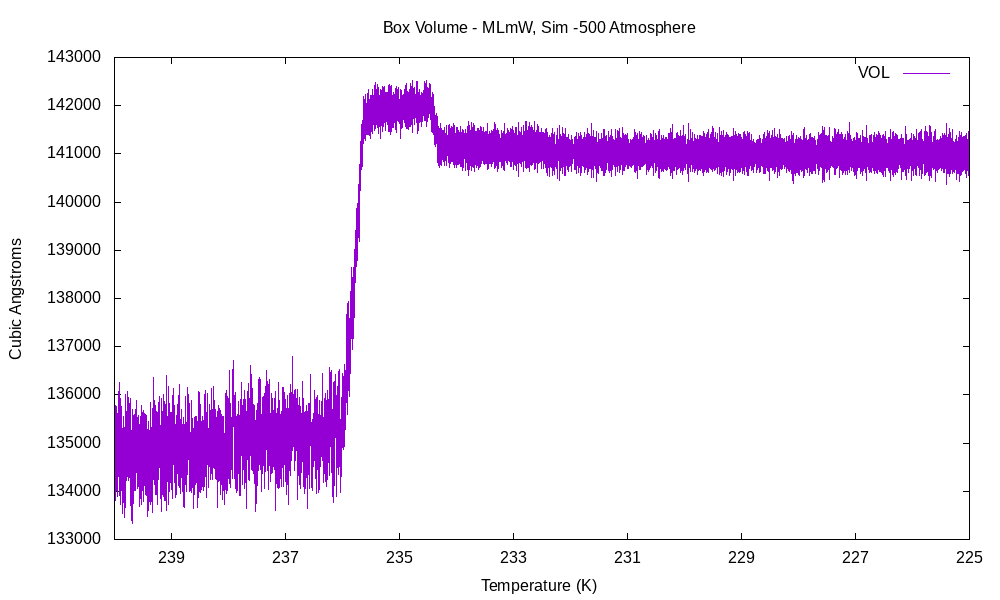 Box Volume - MLmW, Sim -500 Atmosphere
143000
VOL
142000
141000
140000
139000
138000
137000
136000
135000
134000
133000
Cubic Angstroms
239 237 235 233 231 229 227 225
Temperature (K)